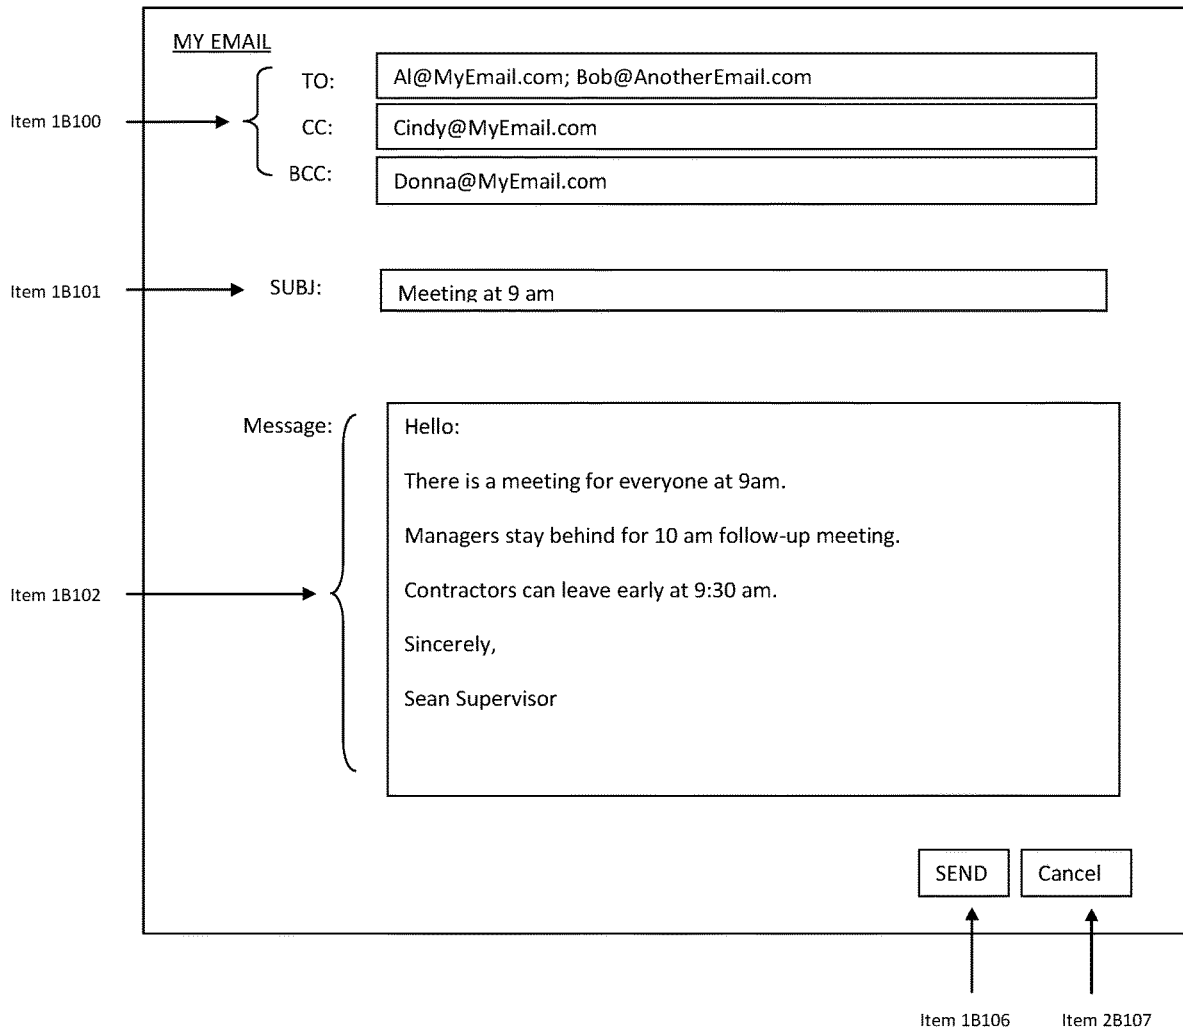 MY EMAIL
TO: Al@MyEmail.com; Bob@AnotherEmail.com
Item 1B100
CC: Cindy@MyEmail.com
BCC: Donna@MyEmail.com
Item 1B101 SUBJ: Meeting at 9 am
Message: Hello:
There is a meeting for everyone at 9am.
Managers stay behind for 10 am follow-up meeting.
Item 1B102 Contractors can leave early at 9:30 am.
Sincerely,
Sean Supervisor
SEND Cancel
Item 1B106 Item 2B107